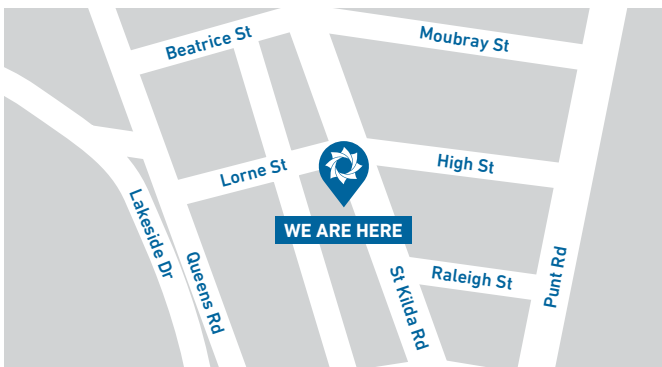 Beatrice St
Moubray St
Lorne St
High St
WE ARE HERE
Lakeside Dr
Queens Rd
St Kilda Rd
Raleigh St
Punt Rd